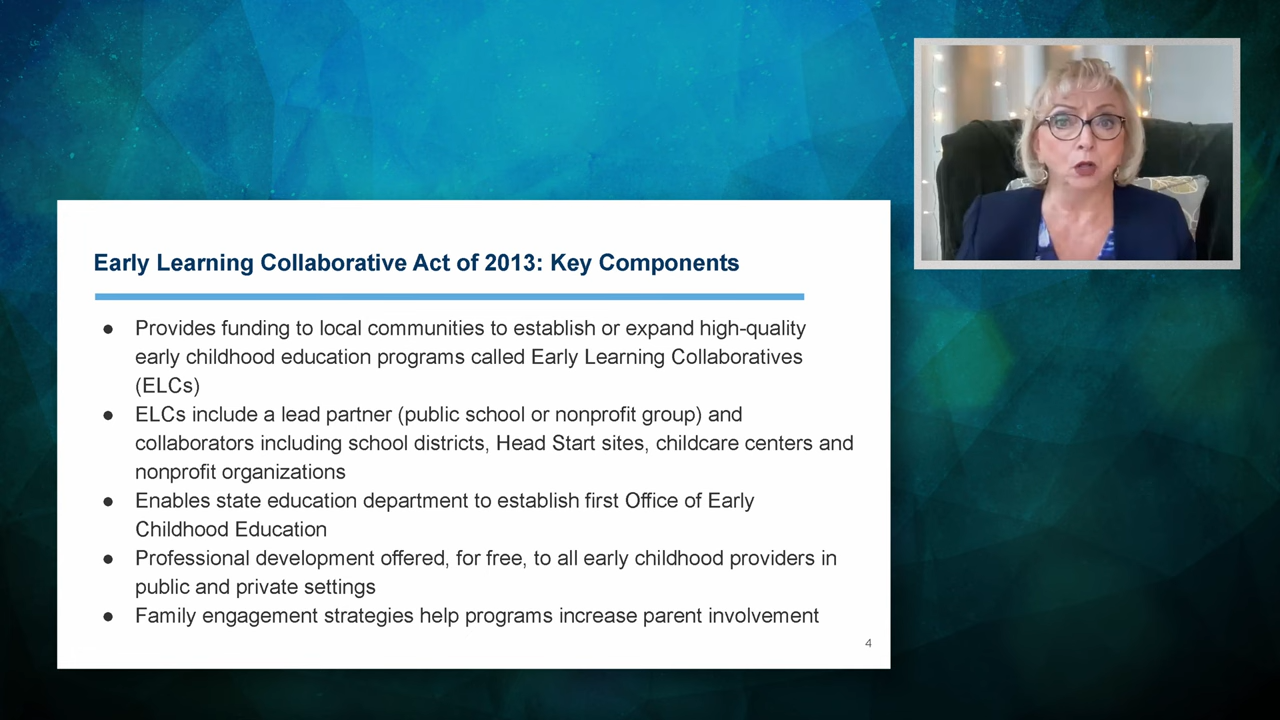 Early Learning Collaborative Act of 2013: Key Components
● Provides funding to local communities to establish or expand high-quality
early childhood education programs called Early Learning Collaboratives
(ELCs)
● ELCs include a lead partner (public school or nonprofit group) and
collaborators including school districts, Head Start sites, childcare centers and
nonprofit organizations
● Enables state education department to establish first Office of Early
Childhood Education
● Professional development offered, for free, to all early childhood providers in
public and private settings
● Family engagement strategies help programs increase parent involvement
4